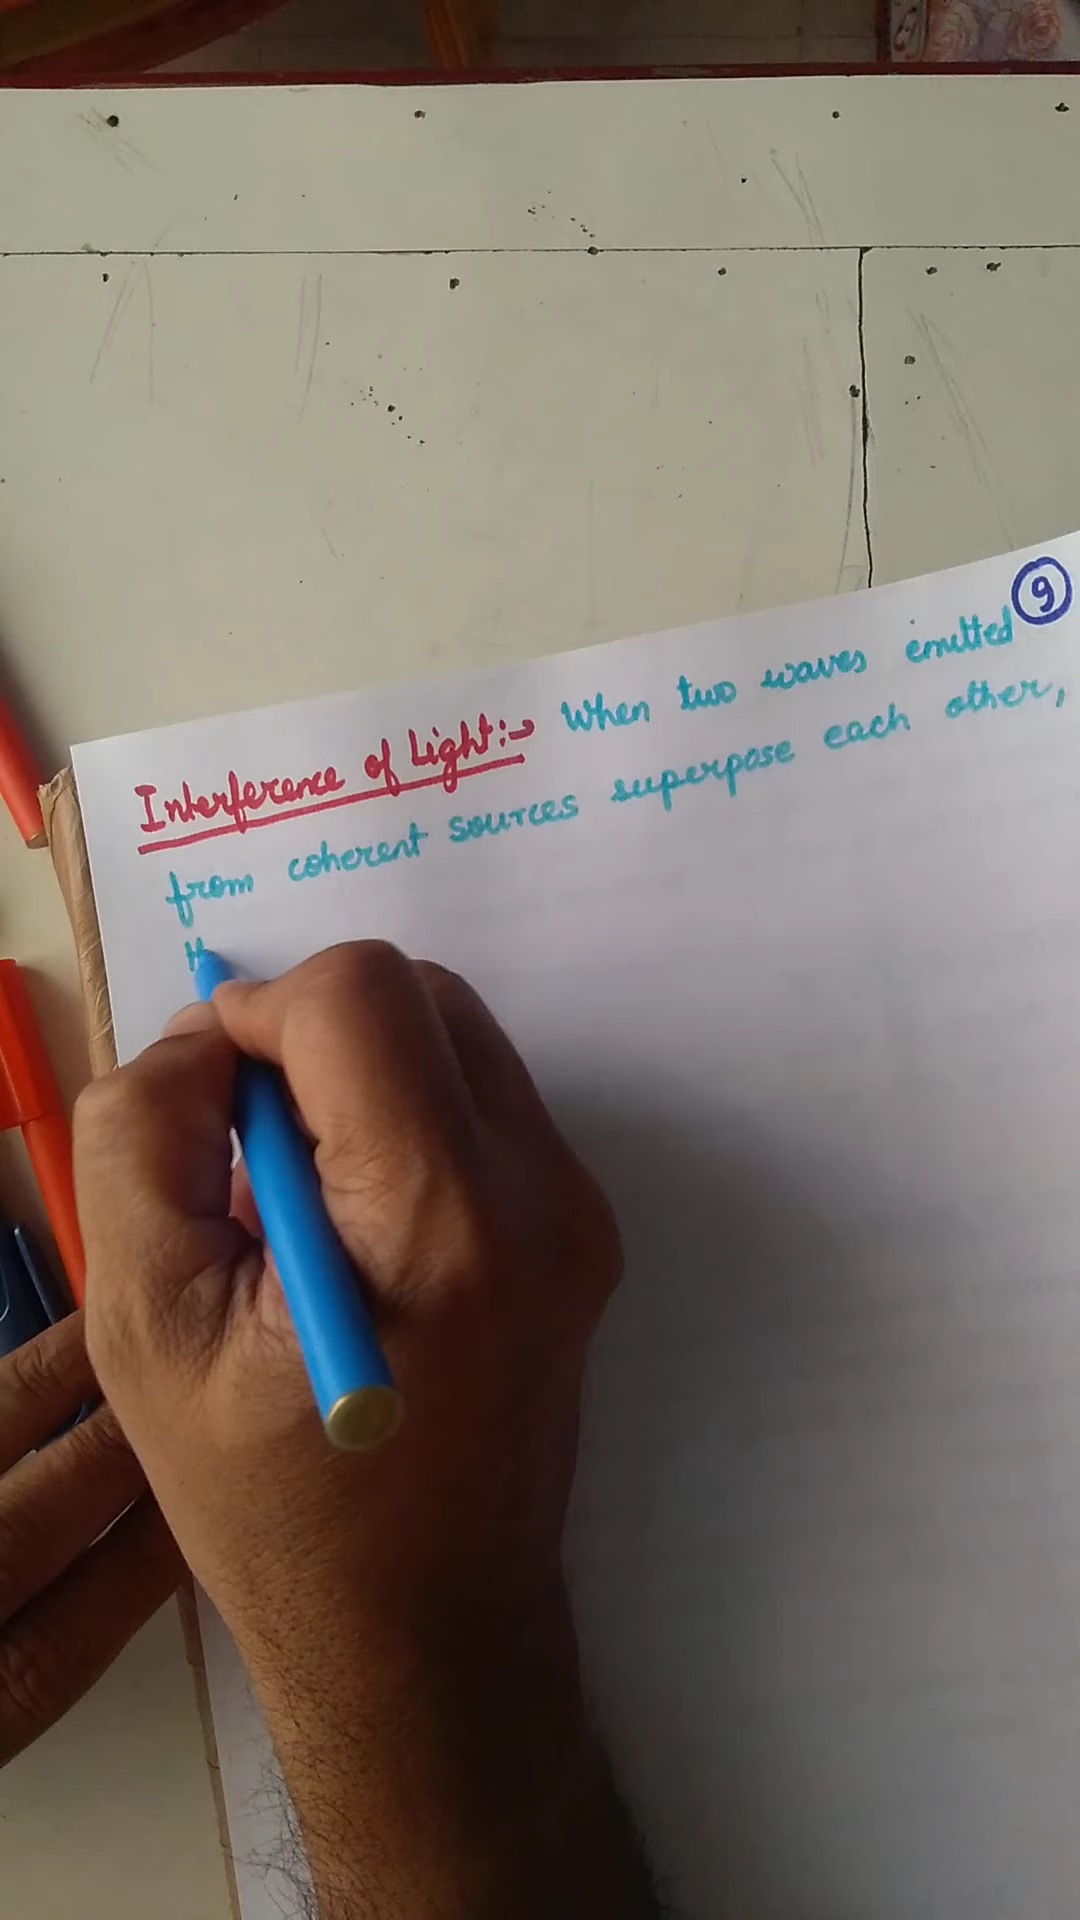 9
Interference of Light:→ When two waves emitted
from coherent sources superpose each other,